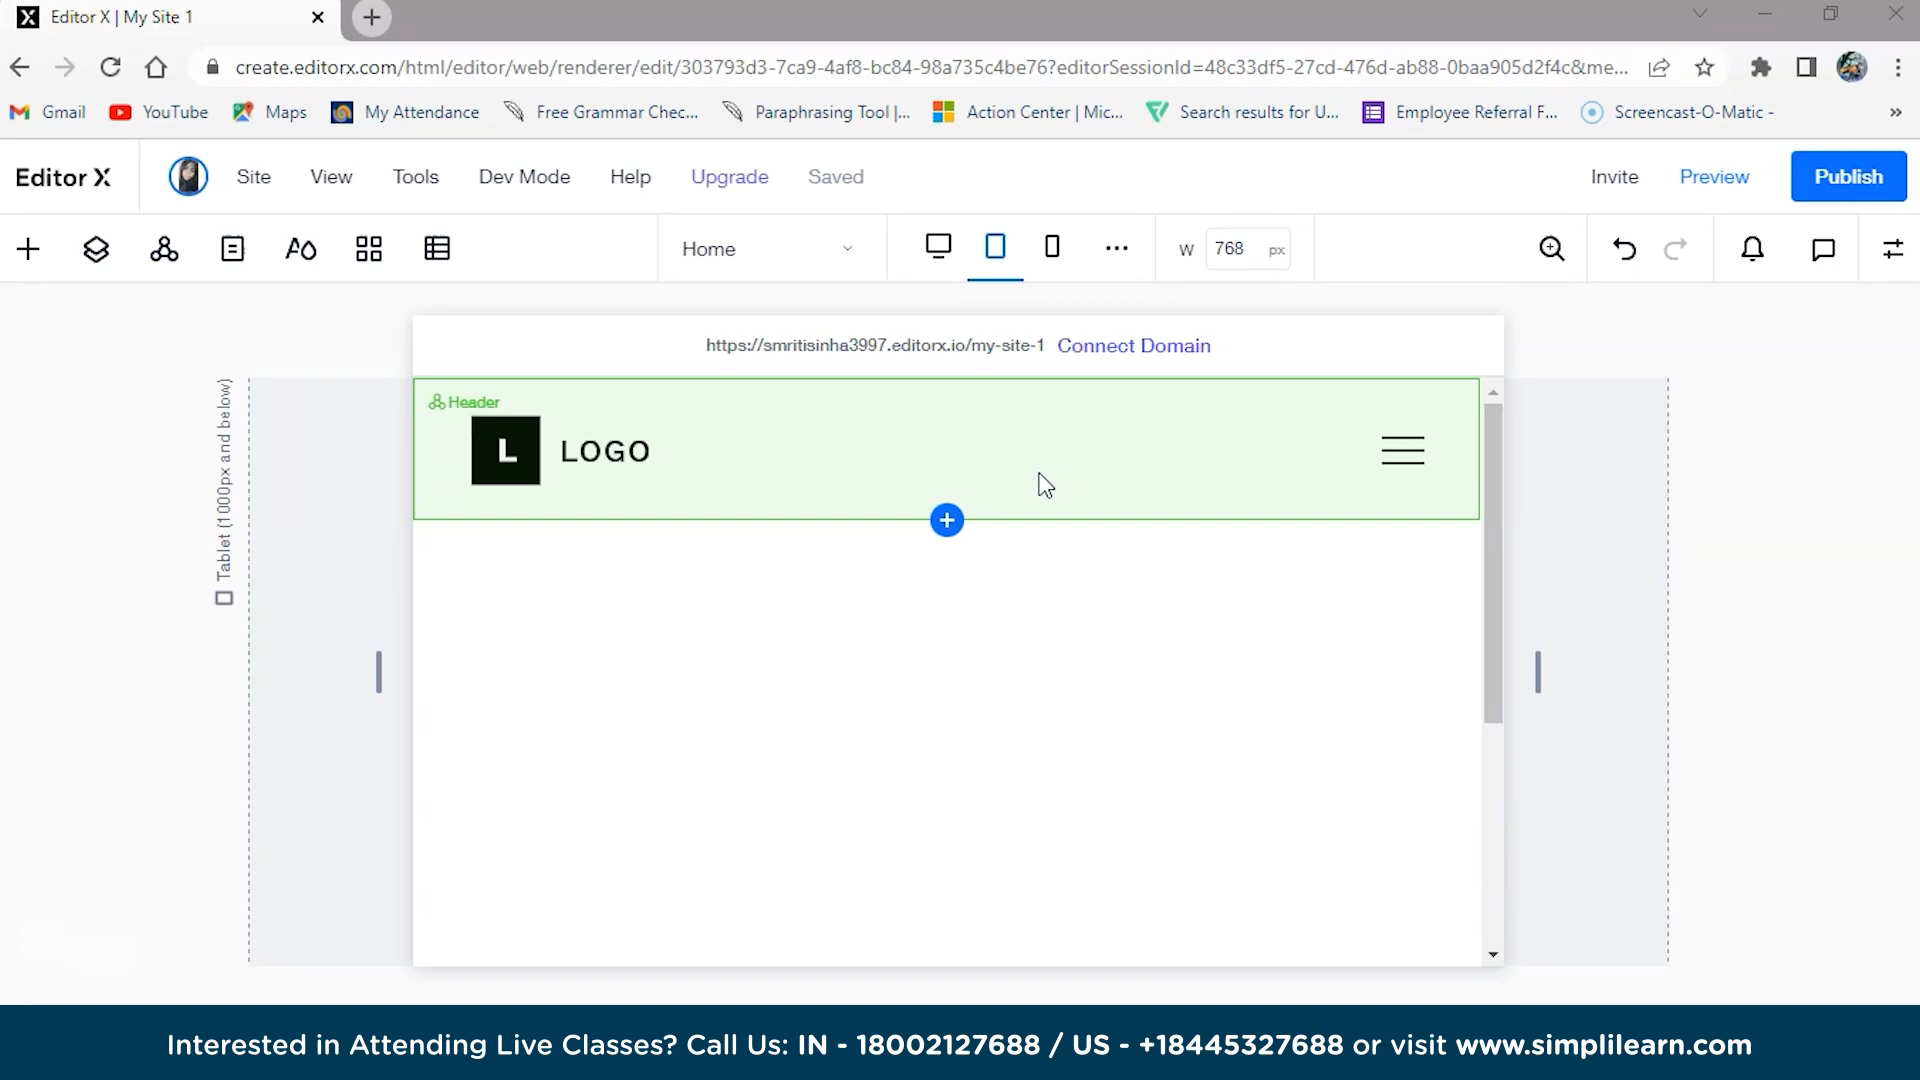 Editor X | My Site 1
create.editorx.com/html/editor/web/renderer/edit/303793d3-7ca9-4af8-bc84-98a735c4be76?editorSessionId=48c33df5-27cd-476d-ab88-0baa905d2f4c&me...
Gmail YouTube Maps My Attendance Free Grammar Chec... Paraphrasing Tool |... Action Center | Mic... Search results for U... Employee Referral F... Screencast-O-Matic - »
Editor X Site View Tools Dev Mode Help Upgrade Saved Invite Preview Publish
Home W 768 px
https://smritisinha3997.editorx.io/my-site-1 Connect Domain
Tablet (1000px and below)
Header
L LOGO
Interested in Attending Live Classes? Call Us: IN - 18002127688 / US - +18445327688 or visit www.simplilearn.com